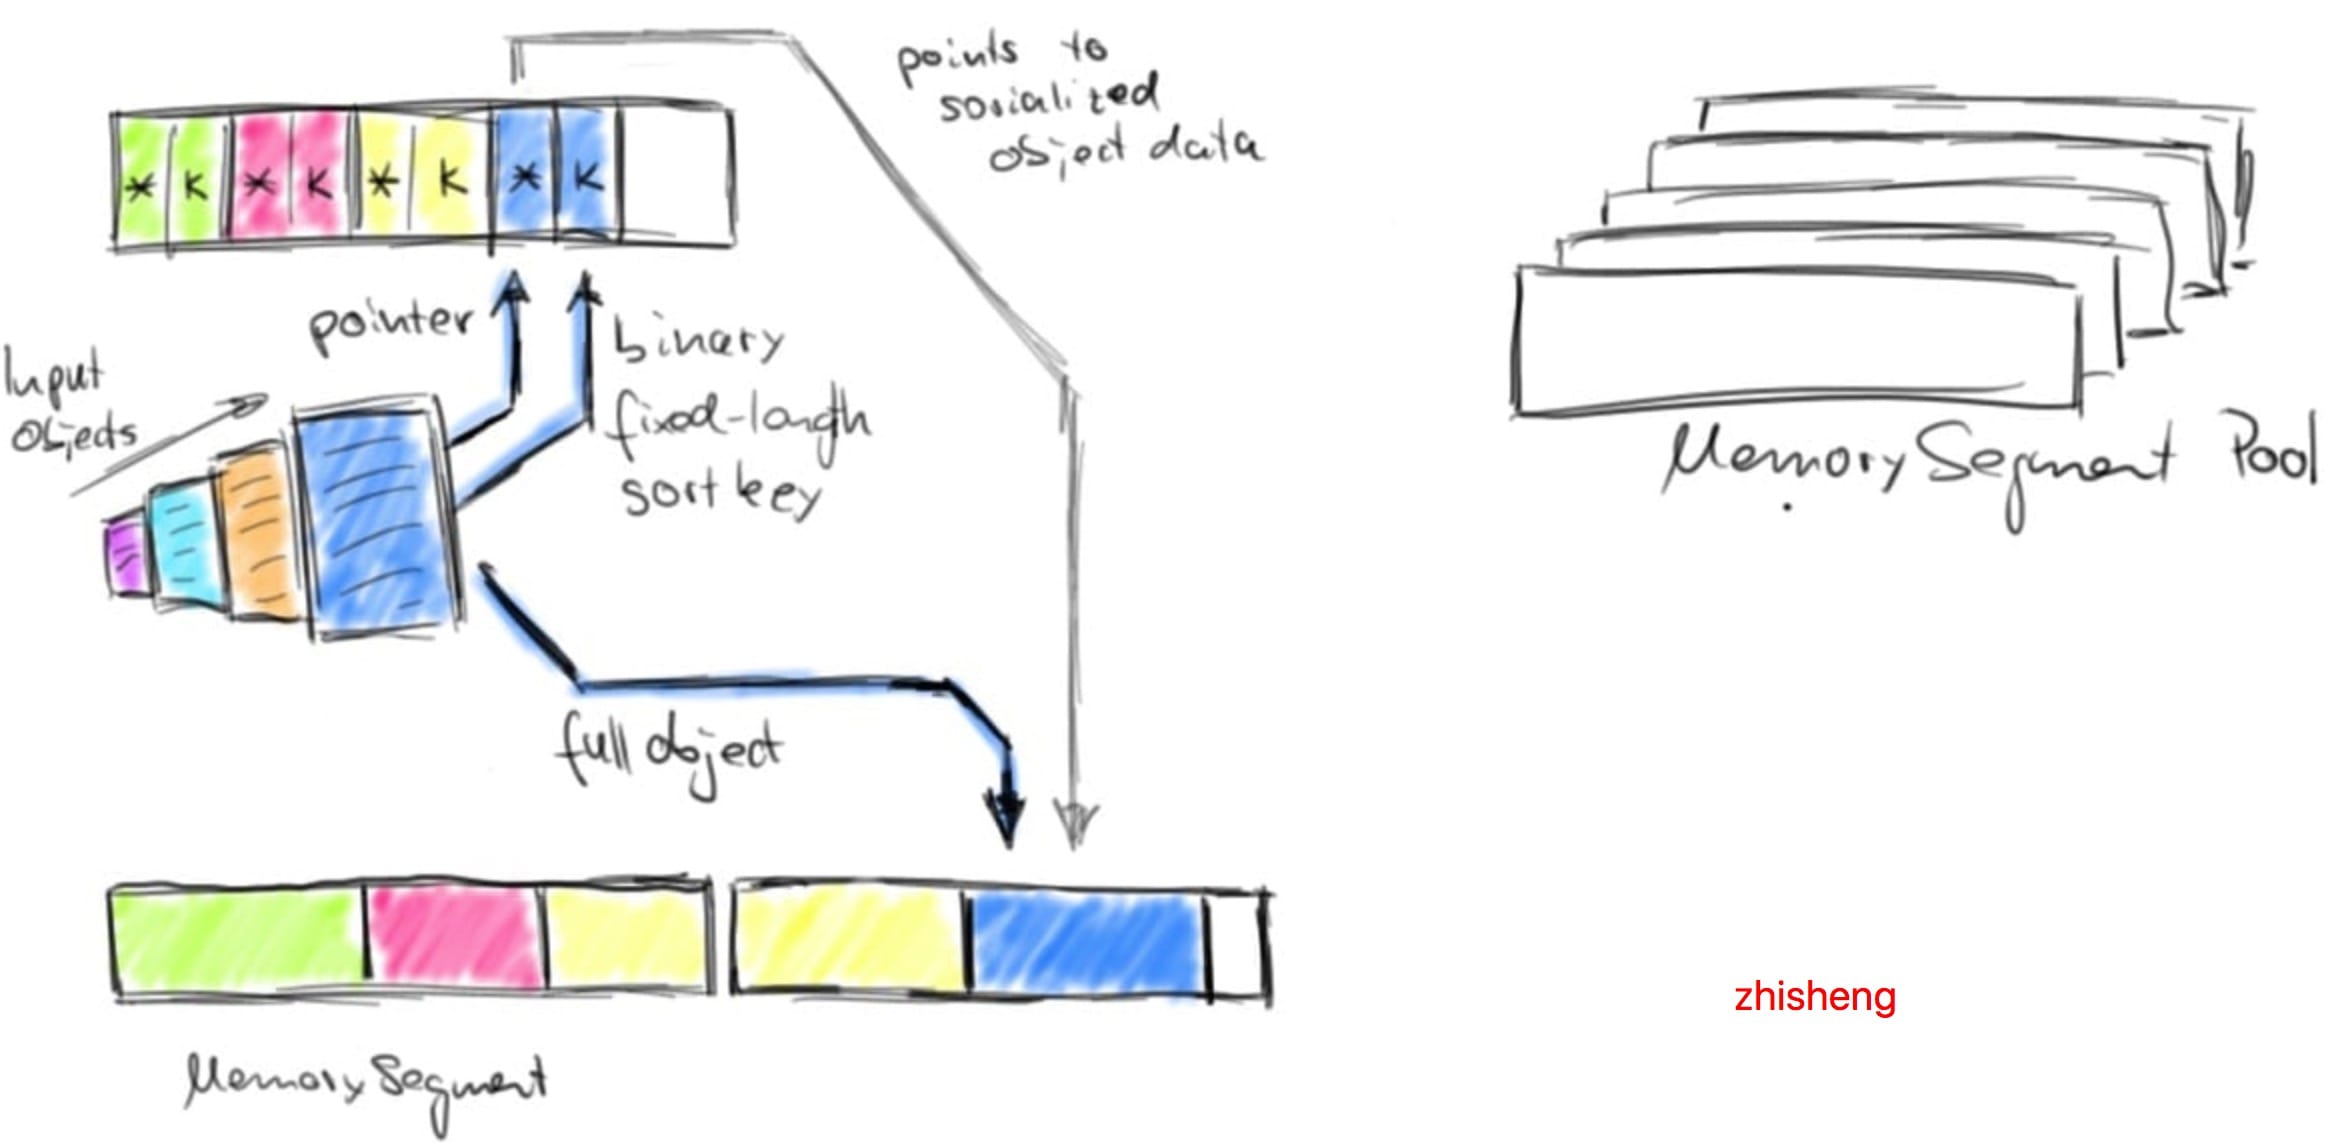 points to
serialized
object data
* K * K * K * K
pointer
binary
fixed-length
sort key
Input
Objects
Memory Segment Pool
full object
zhisheng
Memory Segment